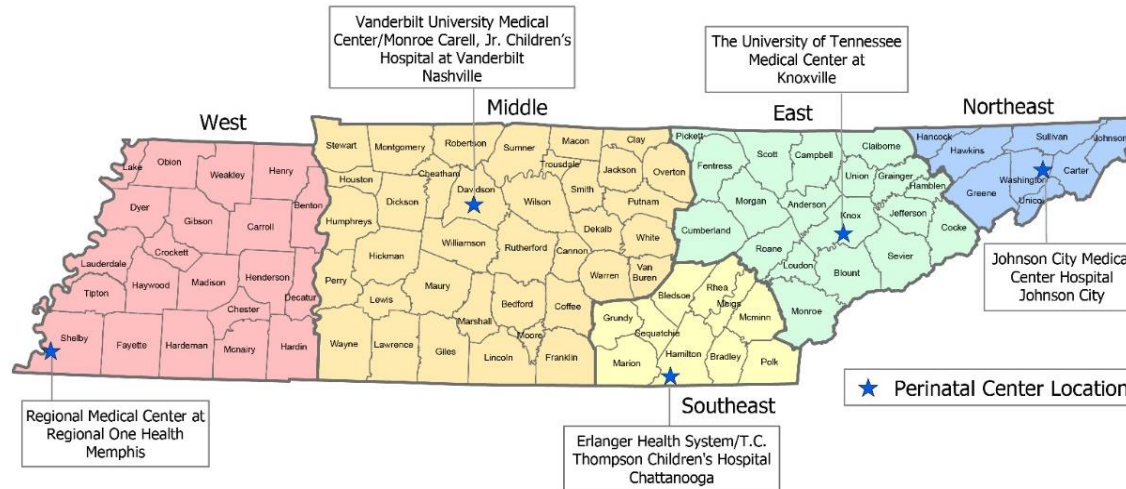 Vanderbilt University Medical
Center/Monroe Carell, Jr. Children's
Hospital at Vanderbilt
Nashville
The University of Tennessee
Medical Center at
Knoxville
West
Middle
East
Northeast
Lake
Obion
Weakley
Henry
Benton
Dyer
Gibson
Carroll
Crockett
Lauderdale
Haywood
Madison
Henderson
Decatur
Tipton
Chester
Shelby
Fayette
Hardeman
Mcnairy
Hardin
Stewart
Montgomery
Robertson
Sumner
Macon
Clay
Trousdale
Jackson
Overton
Houston
Cheatham
Davidson
Smith
Dickson
Wilson
Putnam
Humphreys
Dekalb
White
Williamson
Rutherford
Cannon
Hickman
Van
Buren
Warren
Perry
Maury
Lewis
Bedford
Coffee
Marshall
Moore
Wayne
Lawrence
Giles
Lincoln
Franklin
Pickett
Scott
Campbell
Claiborne
Fentress
Union
Grainger
Hamblen
Morgan
Anderson
Knox
Jefferson
Cumberland
Cocke
Roane
Loudon
Blount
Sevier
Monroe
Bledsoe
Rhea
Meigs
Mcminn
Grundy
Sequatchie
Marion
Hamilton
Bradley
Polk
Hancock
Hawkins
Sullivan
Johnson
Greene
Washington
Carter
Unicoi
Johnson City Medical
Center Hospital
Johnson City
Perinatal Center Location
Southeast
Regional Medical Center at
Regional One Health
Memphis
Erlanger Health System/T.C.
Thompson Children's Hospital
Chattanooga